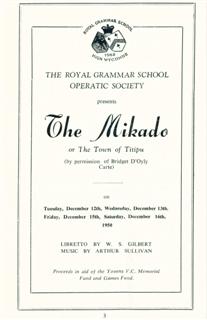 ROYAL GRAMMAR SCHOOL
1562
HIGH WYCOMBE
THE ROYAL GRAMMAR SCHOOL
OPERATIC SOCIETY
presents
The Mikado
or The Town of Titipu
(by permission of Bridget D'Oyly
Carte)
on
Tuesday, December 12th, Wednesday, December 13th,
Friday, December 15th, Saturday, December 16th,
1950
LIBRETTO BY W. S. GILBERT
MUSIC BY ARTHUR SULLIVAN
Proceeds in aid of the Youens V.C. Memorial
Fund and Games Fund.
3